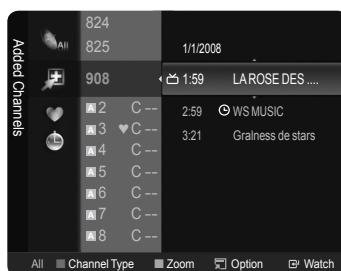 Added Channels
All
824
825
1/1/2008
908
1:59 LA ROSE DES ....
A 2 C --
2:59 WS MUSIC
A 3 ♥ C --
3:21 Gralness de stars
A 4 C --
A 5 C --
A 6 C --
A 7 C --
A 8 C --
All Channel Type Zoom Option Watch